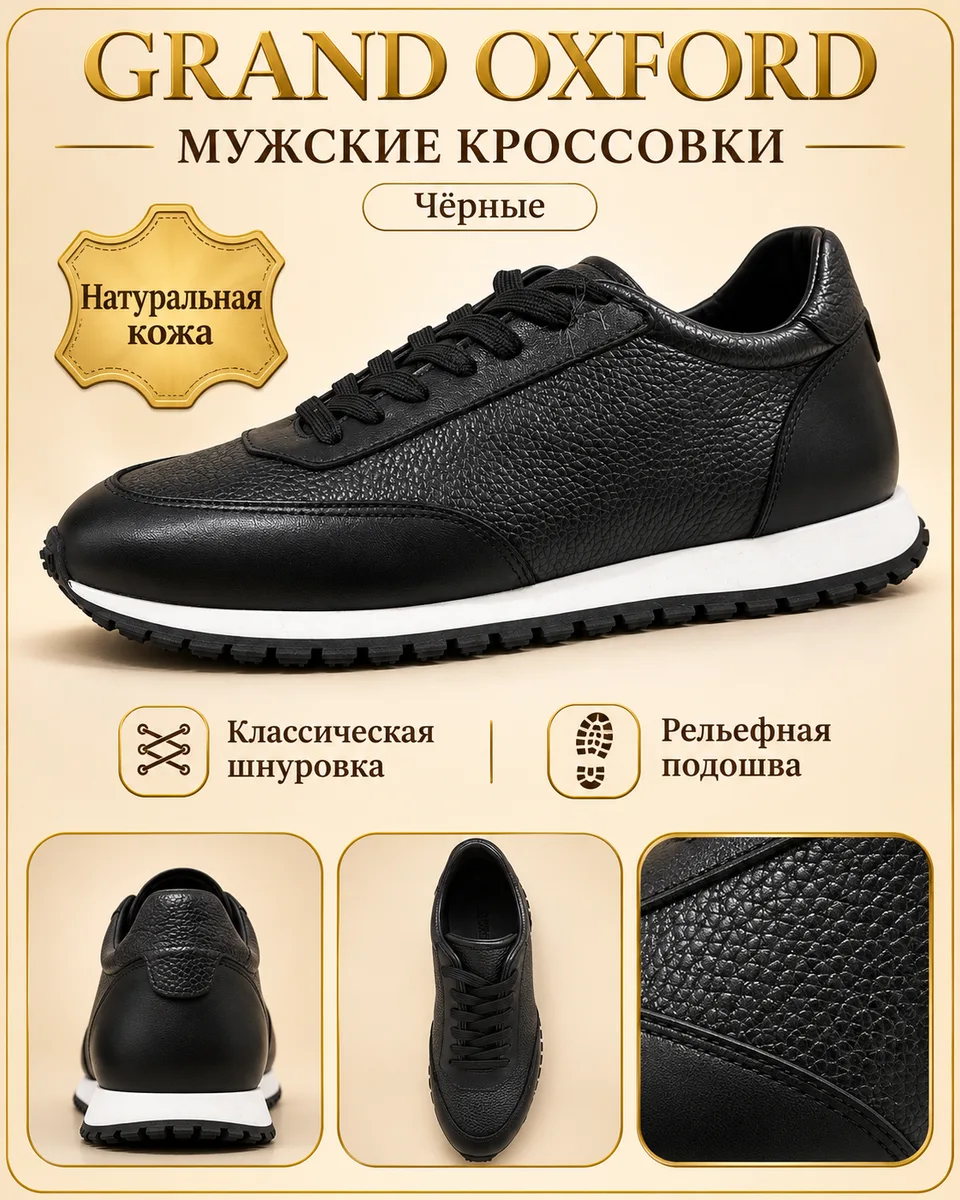 GRAND OXFORD
МУЖСКИЕ КРОССОВКИ
Чёрные
Натуральная
кожа
Классическая
шнуровка
Рельефная
подошва